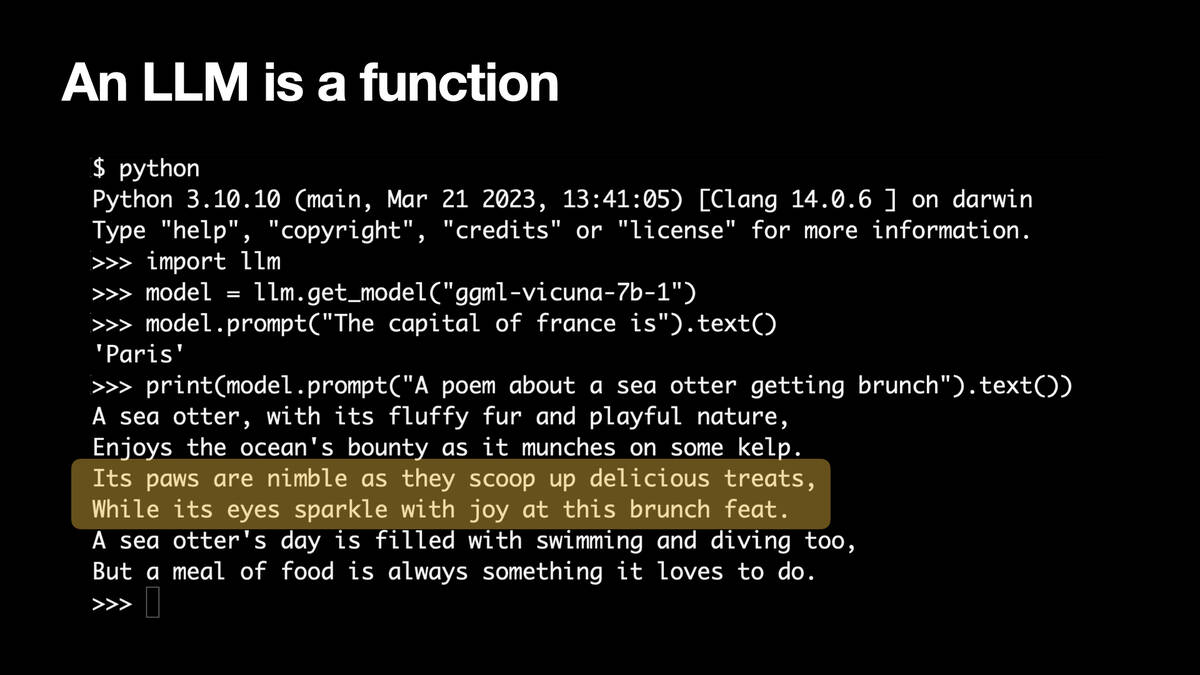 An LLM is a function
$ python
Python 3.10.10 (main, Mar 21 2023, 13:41:05) [Clang 14.0.6 ] on darwin
Type "help", "copyright", "credits" or "license" for more information.
>>> import llm
>>> model = llm.get_model("ggml-vicuna-7b-1")
>>> model.prompt("The capital of france is").text()
'Paris'
>>> print(model.prompt("A poem about a sea otter getting brunch").text())
A sea otter, with its fluffy fur and playful nature,
Enjoys the ocean's bounty as it munches on some kelp.
Its paws are nimble as they scoop up delicious treats,
While its eyes sparkle with joy at this brunch feat.
A sea otter's day is filled with swimming and diving too,
But a meal of food is always something it loves to do.
>>>